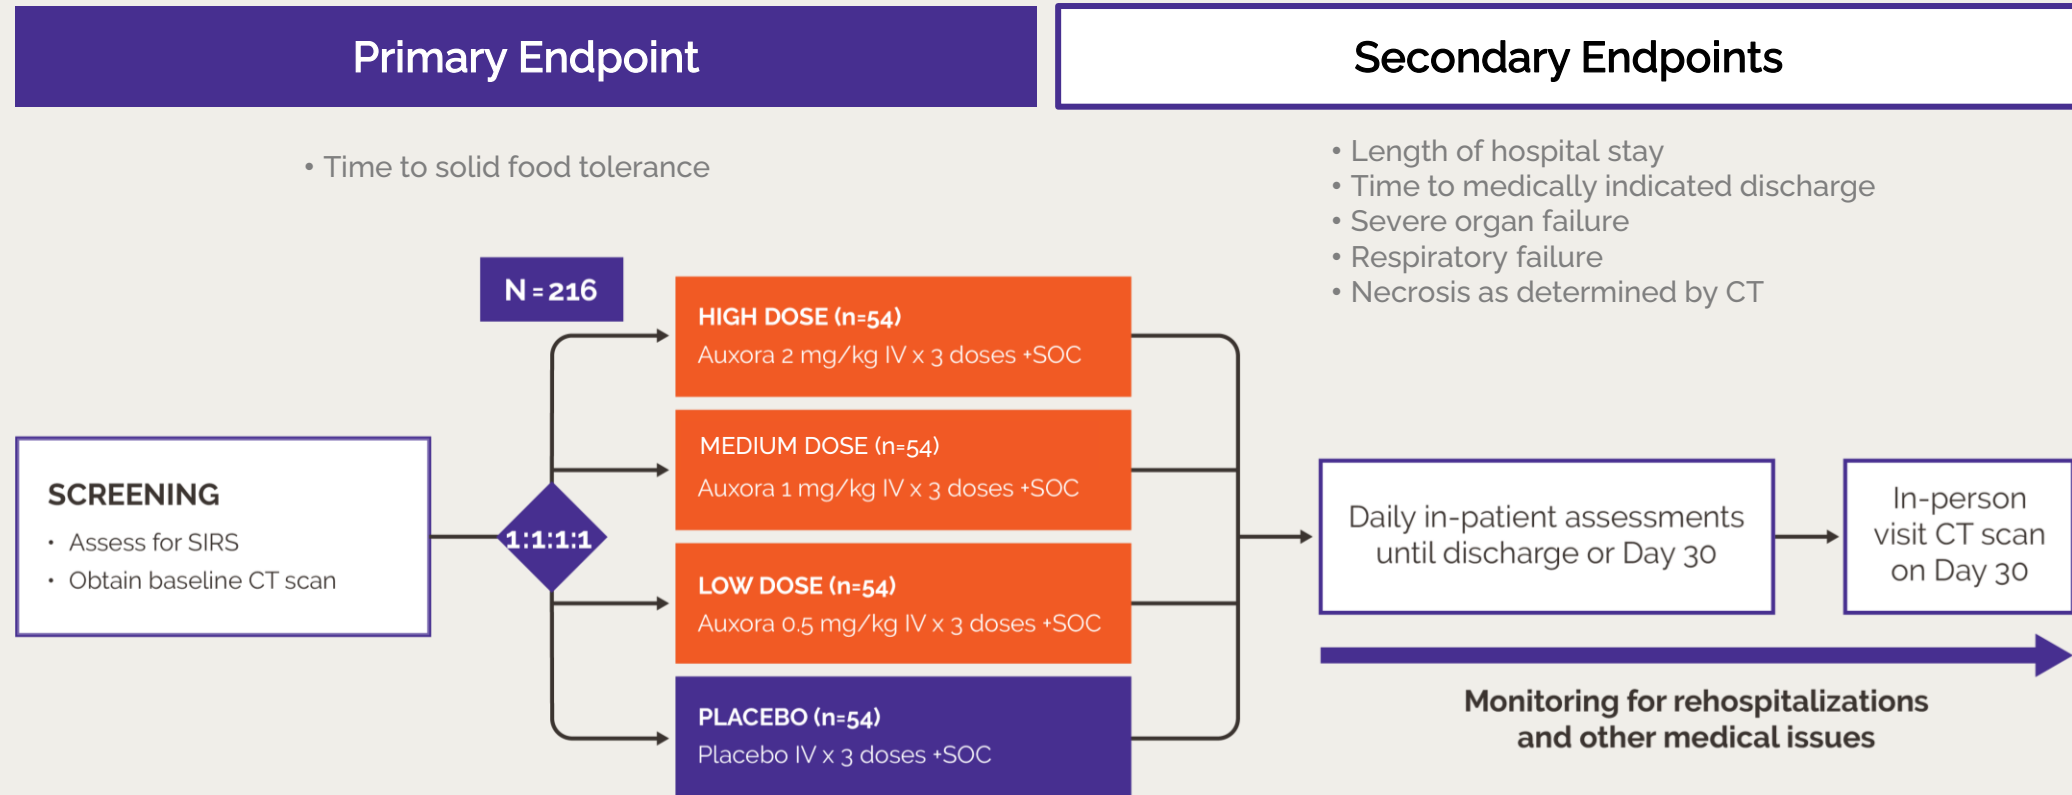 Primary Endpoint
Secondary Endpoints
• Time to solid food tolerance
• Length of hospital stay
• Time to medically indicated discharge
• Severe organ failure
• Respiratory failure
• Necrosis as determined by CT
N = 216
SCREENING
• Assess for SIRS
• Obtain baseline CT scan
1:1:1:1
HIGH DOSE (n=54)
Auxora 2 mg/kg IV x 3 doses +SOC
MEDIUM DOSE (n=54)
Auxora 1 mg/kg IV x 3 doses +SOC
LOW DOSE (n=54)
Auxora 0.5 mg/kg IV x 3 doses +SOC
PLACEBO (n=54)
Placebo IV x 3 doses +SOC
Daily in-patient assessments
until discharge or Day 30
In-person
visit CT scan
on Day 30
Monitoring for rehospitalizations
and other medical issues